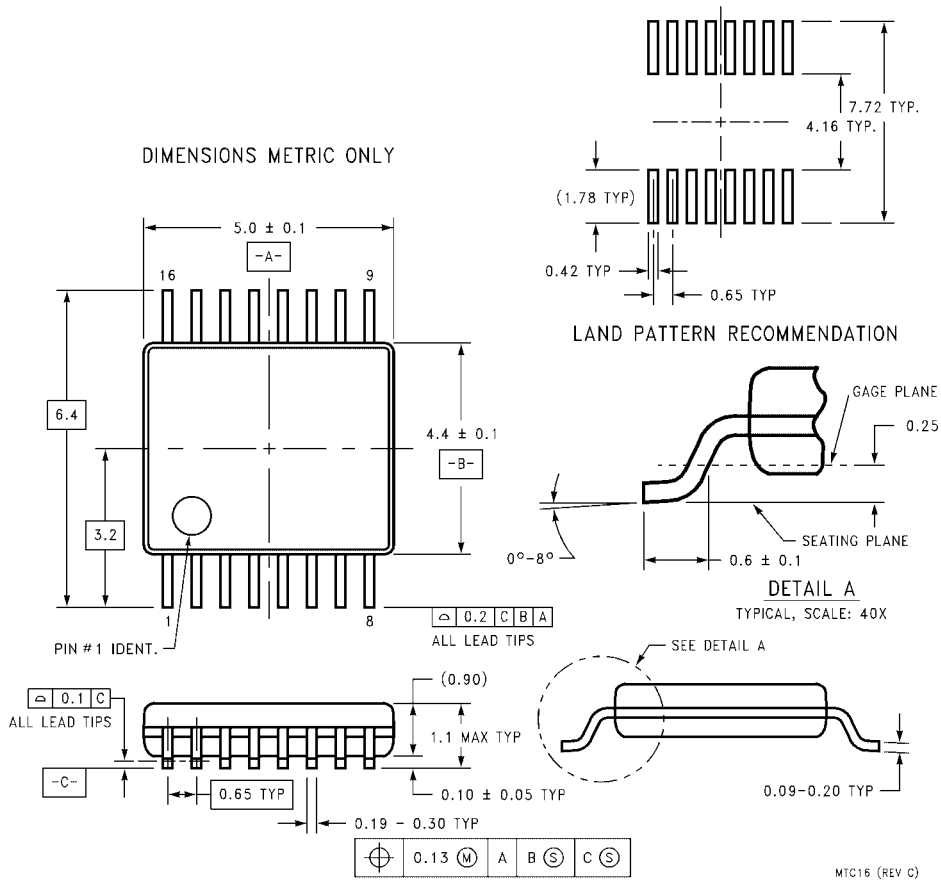 7.72 TYP.
4.16 TYP.
(1.78 TYP)
0.42 TYP
0.65 TYP
LAND PATTERN RECOMMENDATION
DIMENSIONS METRIC ONLY
5.0 ± 0.1
-A-
16
9
6.4
3.2
4.4 ± 0.1
-B-
1
8
PIN #1 IDENT.
⌓ 0.2 C B A
ALL LEAD TIPS
GAGE PLANE
0.25
SEATING PLANE
0°-8°
0.6 ± 0.1
DETAIL A
TYPICAL, SCALE: 40X
SEE DETAIL A
0.09-0.20 TYP
⌓ 0.1 C
ALL LEAD TIPS
-C-
(0.90)
1.1 MAX TYP
0.65 TYP
0.10 ± 0.05 TYP
0.19 - 0.30 TYP
⌖ 0.13 Ⓜ A B Ⓢ C Ⓢ
MTC16 (REV C)